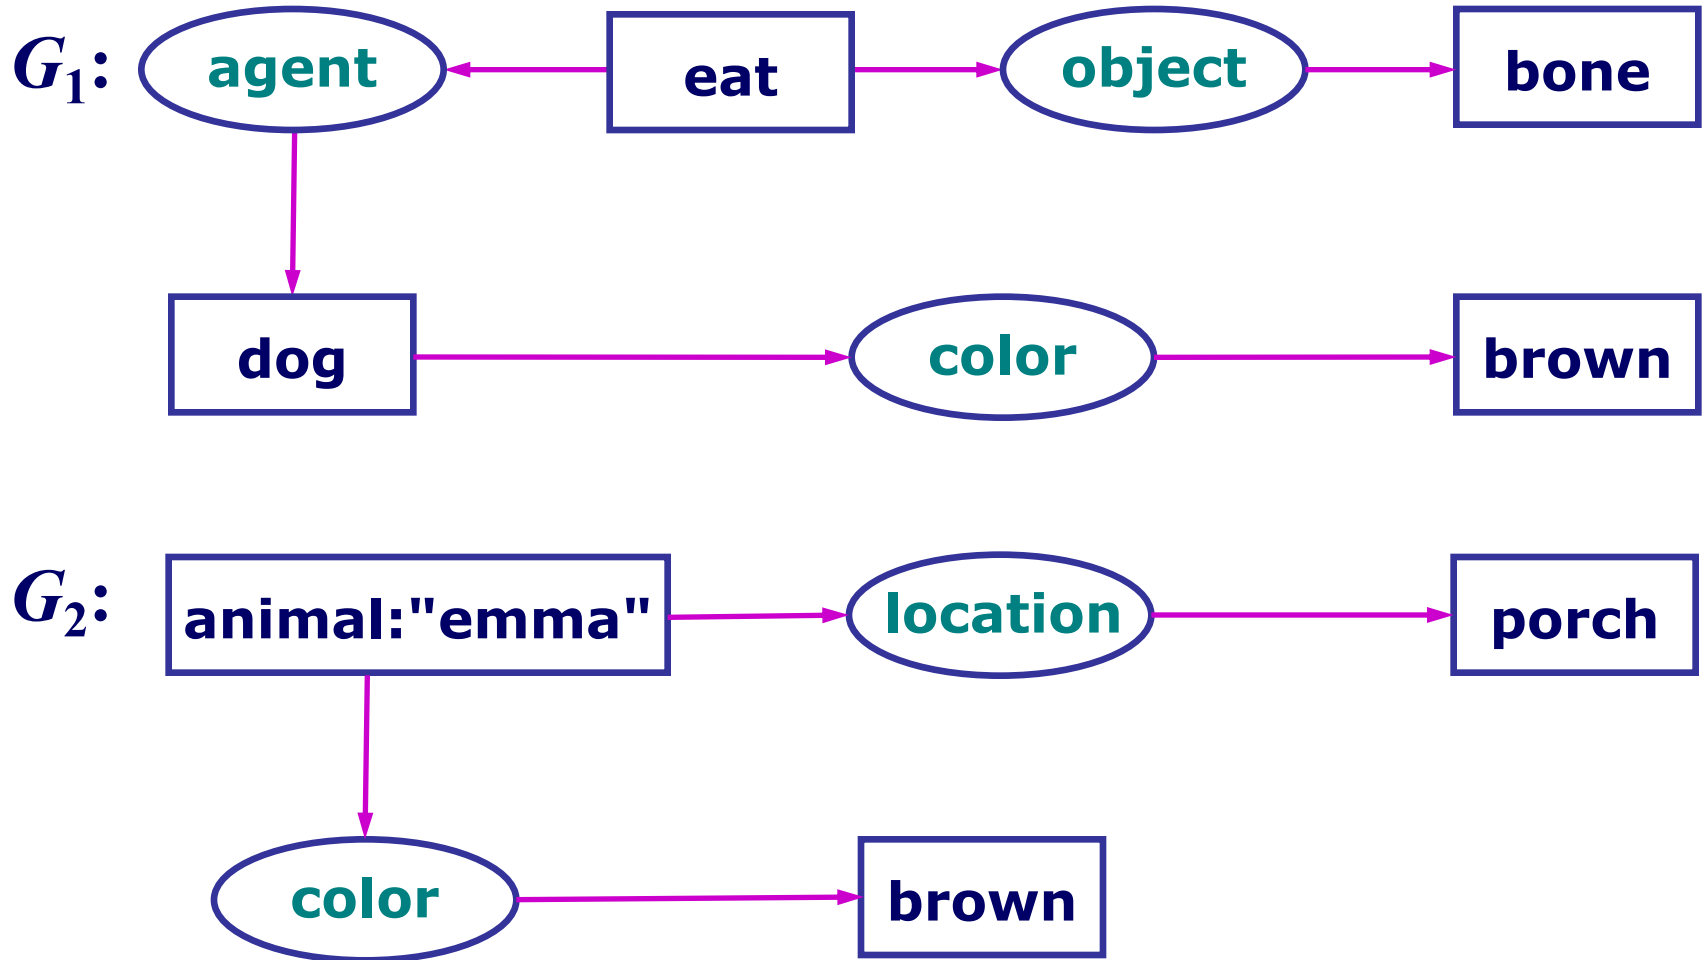 G1: agent eat object bone
dog color brown
G2: animal:"emma" location porch
color brown